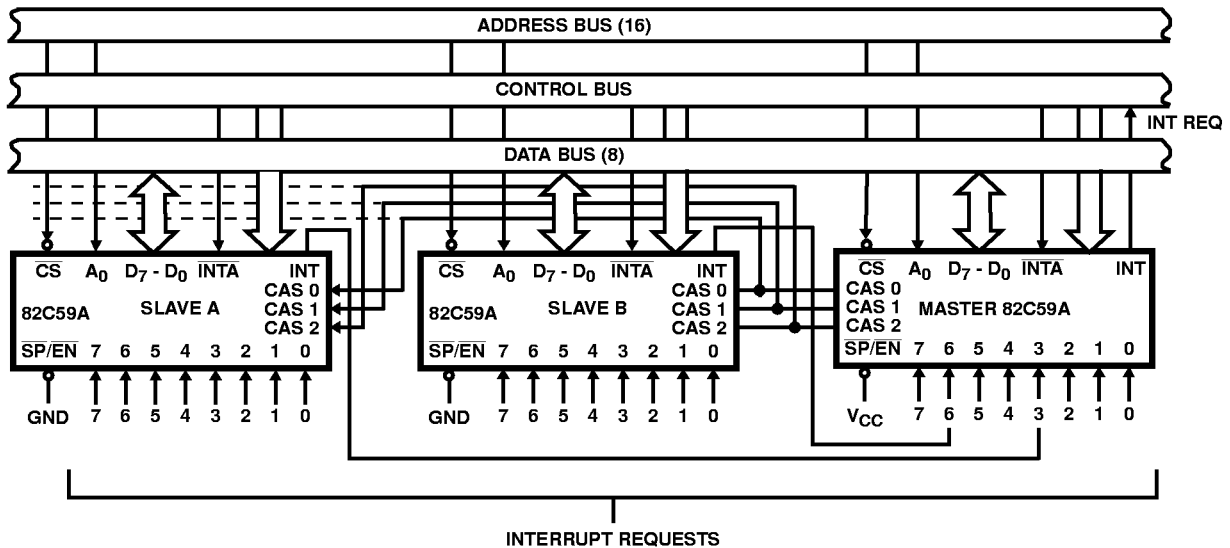 ADDRESS BUS (16)
CONTROL BUS
INT REQ
DATA BUS (8)
CS A0 D7 - D0 INTA INT
CAS 0
82C59A SLAVE A CAS 1
CAS 2
SP/EN 7 6 5 4 3 2 1 0
GND 7 6 5 4 3 2 1 0
CS A0 D7 - D0 INTA INT
CAS 0
82C59A SLAVE B CAS 1
CAS 2
SP/EN 7 6 5 4 3 2 1 0
GND 7 6 5 4 3 2 1 0
CS A0 D7 - D0 INTA INT
CAS 0
CAS 1 MASTER 82C59A
CAS 2
SP/EN 7 6 5 4 3 2 1 0
VCC 7 6 5 4 3 2 1 0
INTERRUPT REQUESTS